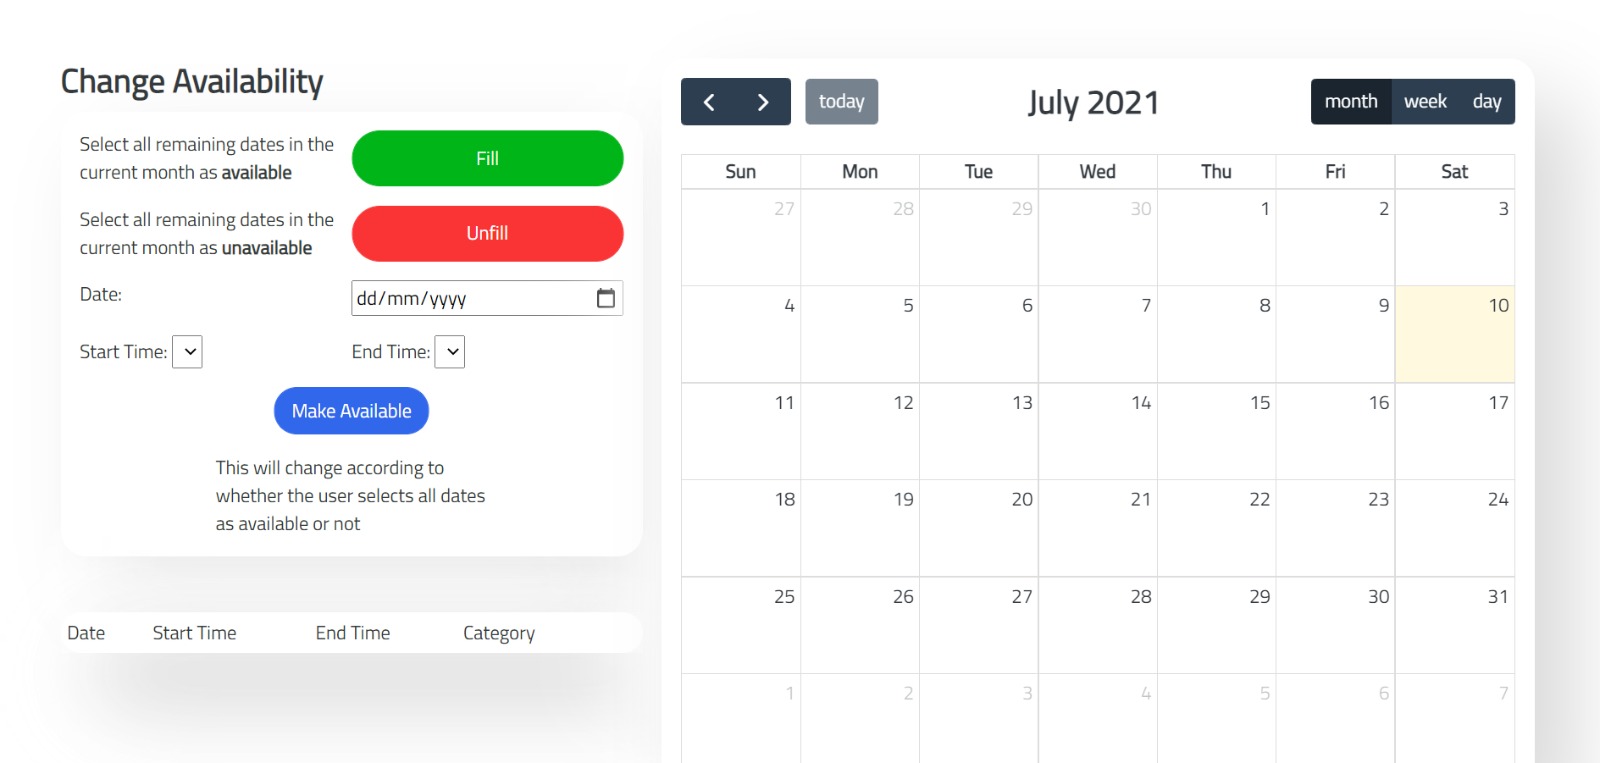 Change Availability
Select all remaining dates in the
current month as available
Fill
Select all remaining dates in the
current month as unavailable
Unfill
Date:
dd/mm/yyyy
Start Time:
End Time:
Make Available
This will change according to
whether the user selects all dates
as available or not
Date Start Time End Time Category
today
July 2021
month week day
Sun Mon Tue Wed Thu Fri Sat
27 28 29 30 1 2 3
4 5 6 7 8 9 10
11 12 13 14 15 16 17
18 19 20 21 22 23 24
25 26 27 28 29 30 31
1 2 3 4 5 6 7